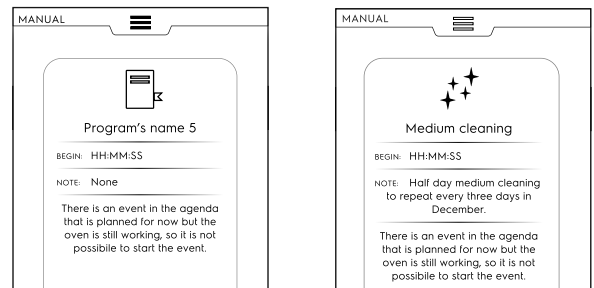 MANUAL
Program's name 5
BEGIN: HH:MM:SS
NOTE: None
There is an event in the agenda
that is planned for now but the
oven is still working, so it is not
possibile to start the event.
MANUAL
Medium cleaning
BEGIN: HH:MM:SS
NOTE: Half day medium cleaning
to repeat every three days in
December.
There is an event in the agenda
that is planned for now but the
oven is still working, so it is not
possibile to start the event.